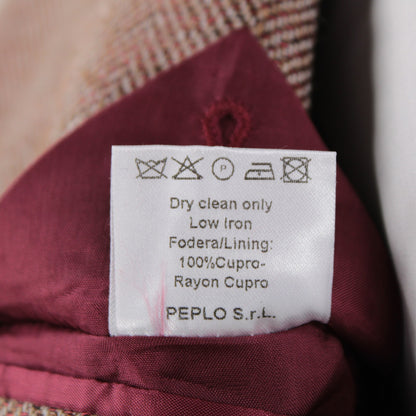 P
Dry clean only
Low Iron
Fodera/Lining:
100%Cupro-
Rayon Cupro
PEPLO S.r.L.